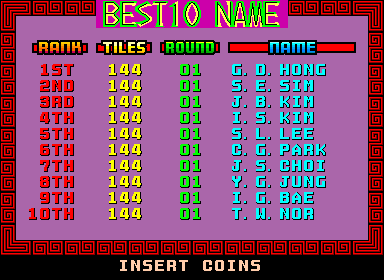 BEST10 NAME
RANK TILES ROUND NAME
1ST 144 01 G. D. HONG
2ND 144 01 S. E. SIM
3RD 144 01 J. B. KIM
4TH 144 01 I. S. KIM
5TH 144 01 S. L. LEE
6TH 144 01 C. G. PARK
7TH 144 01 J. S. CHOI
8TH 144 01 Y. G. JUNG
9TH 144 01 I. G. BAE
10TH 144 01 T. W. NOR
INSERT COINS